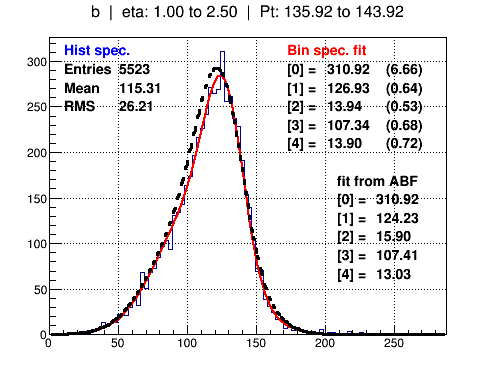 b | eta: 1.00 to 2.50 | Pt: 135.92 to 143.92
Hist spec.
Entries 5523
Mean 115.31
RMS 26.21
Bin spec. fit
[0] = 310.92 (6.66)
[1] = 126.93 (0.64)
[2] = 13.94 (0.53)
[3] = 107.34 (0.68)
[4] = 13.90 (0.72)
fit from ABF
[0] = 310.92
[1] = 124.23
[2] = 15.90
[3] = 107.41
[4] = 13.03
300
250
200
150
100
50
0
0 50 100 150 200 250